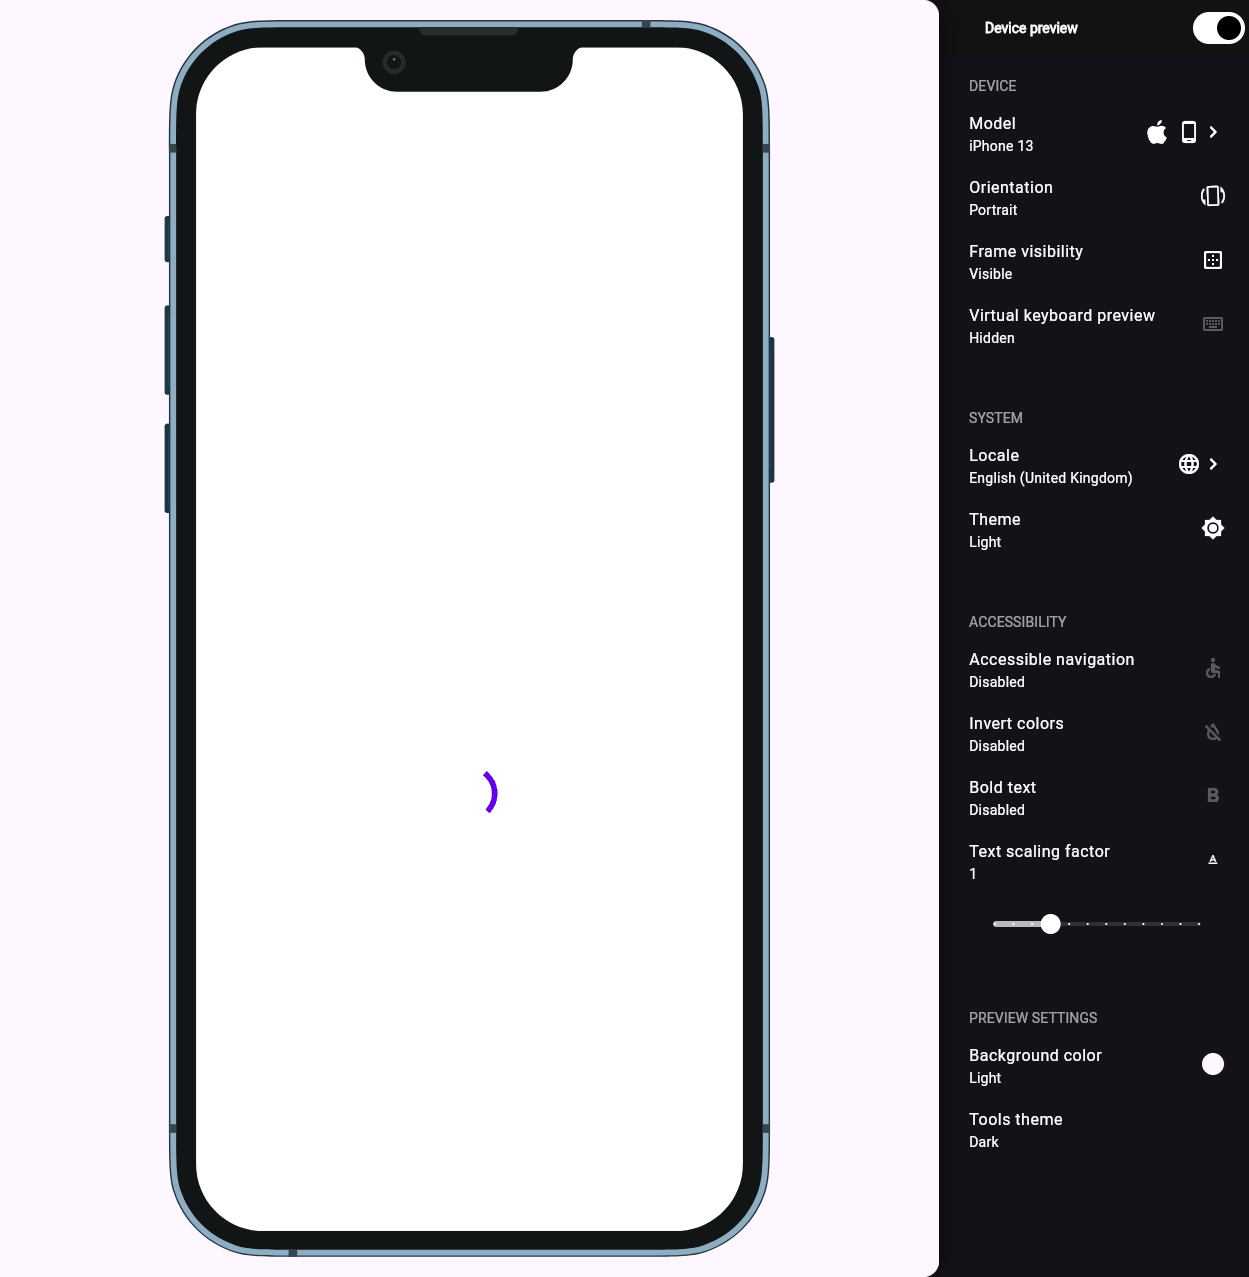 Device preview
DEVICE
Model
iPhone 13
Orientation
Portrait
Frame visibility
Visible
Virtual keyboard preview
Hidden
SYSTEM
Locale
English (United Kingdom)
Theme
Light
ACCESSIBILITY
Accessible navigation
Disabled
Invert colors
Disabled
Bold text
Disabled
B
Text scaling factor
A
1
PREVIEW SETTINGS
Background color
Light
Tools theme
Dark